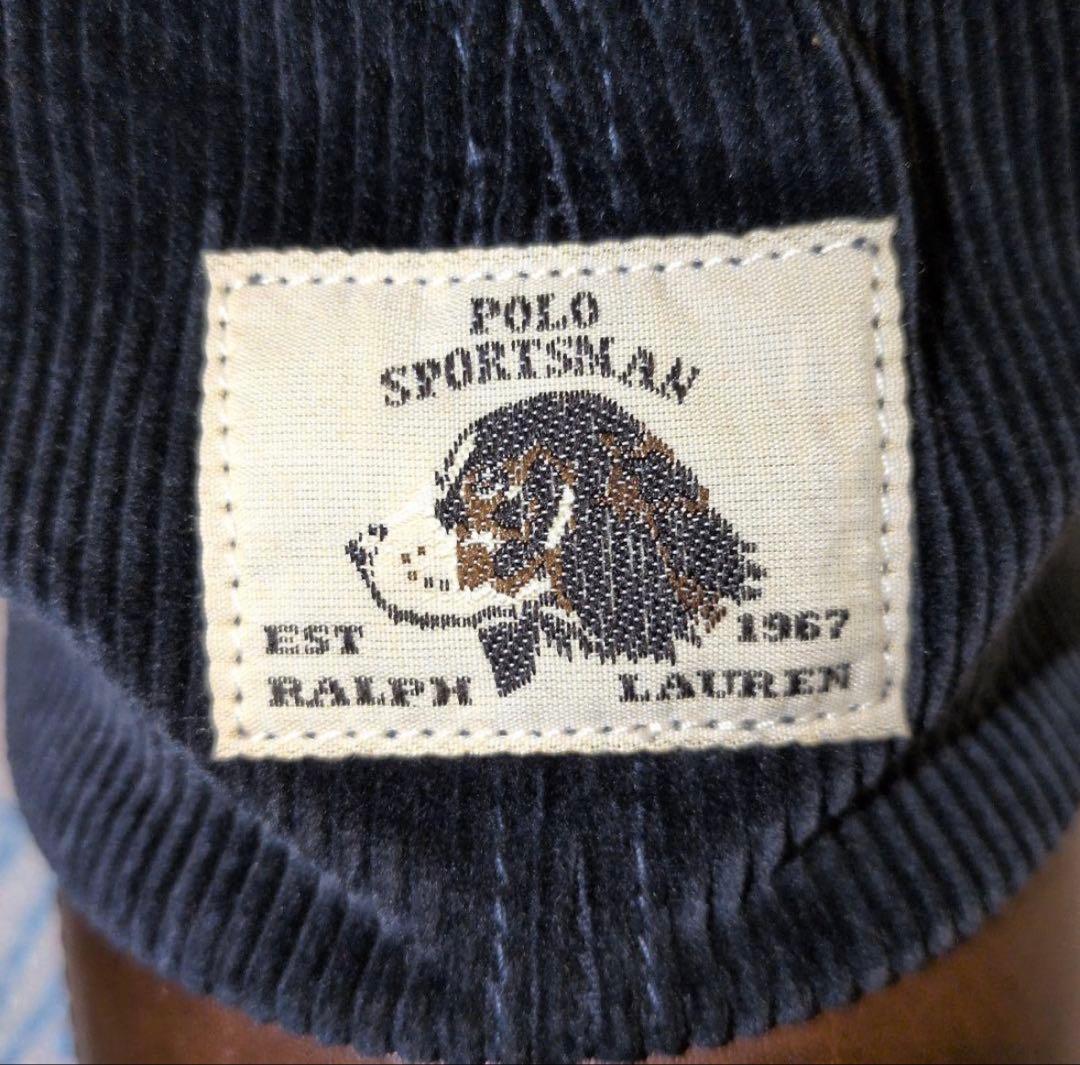 POLO
SPORTSMAN
EST 1967
RALPH LAUREN